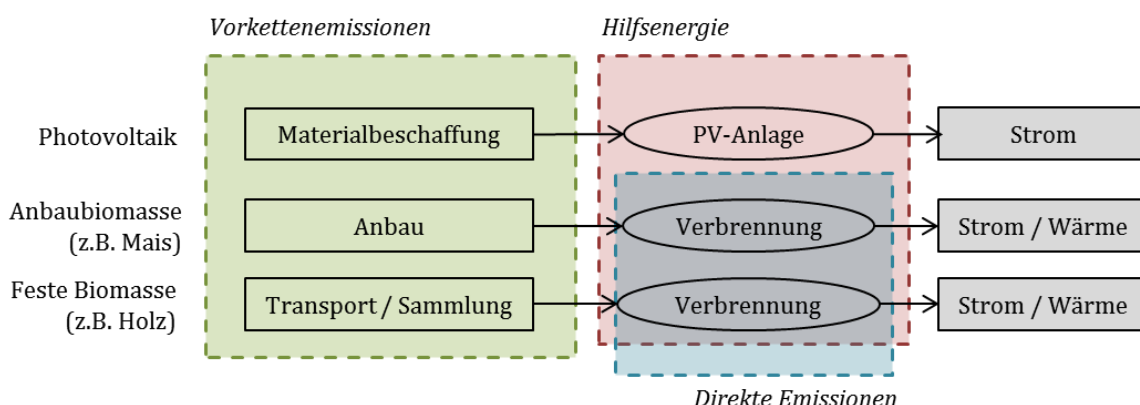 Vorkettenemissionen
Hilfsenergie
Photovoltaik
Materialbeschaffung
PV-Anlage
Strom
Anbaubiomasse
(z.B. Mais)
Anbau
Verbrennung
Strom / Wärme
Feste Biomasse
(z.B. Holz)
Transport / Sammlung
Verbrennung
Strom / Wärme
Direkte Emissionen